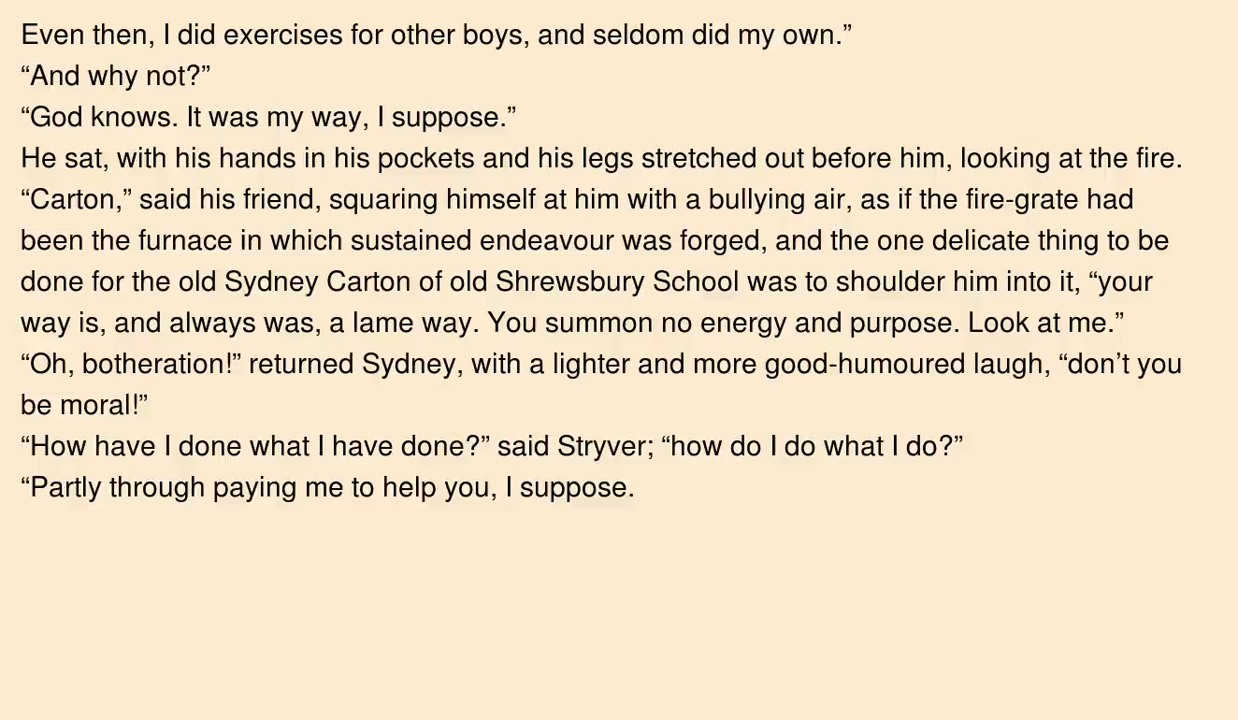 Even then, I did exercises for other boys, and seldom did my own.”
“And why not?”
“God knows. It was my way, I suppose.”
He sat, with his hands in his pockets and his legs stretched out before him, looking at the fire.
“Carton,” said his friend, squaring himself at him with a bullying air, as if the fire-grate had
been the furnace in which sustained endeavour was forged, and the one delicate thing to be
done for the old Sydney Carton of old Shrewsbury School was to shoulder him into it, “your
way is, and always was, a lame way. You summon no energy and purpose. Look at me.”
“Oh, botheration!” returned Sydney, with a lighter and more good-humoured laugh, “don’t you
be moral!”
“How have I done what I have done?” said Stryver; “how do I do what I do?”
“Partly through paying me to help you, I suppose.